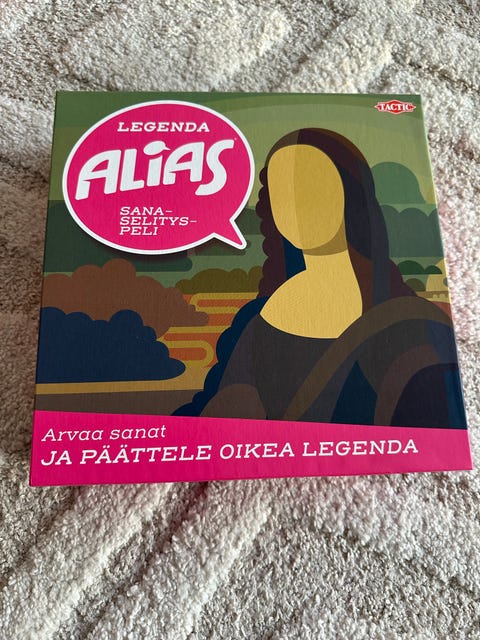 TACTIC
LEGENDA
ALiAS
SANA-
SELITYS-
PELI
Arvaa sanat
JA PÄÄTTELE OIKEA LEGENDA